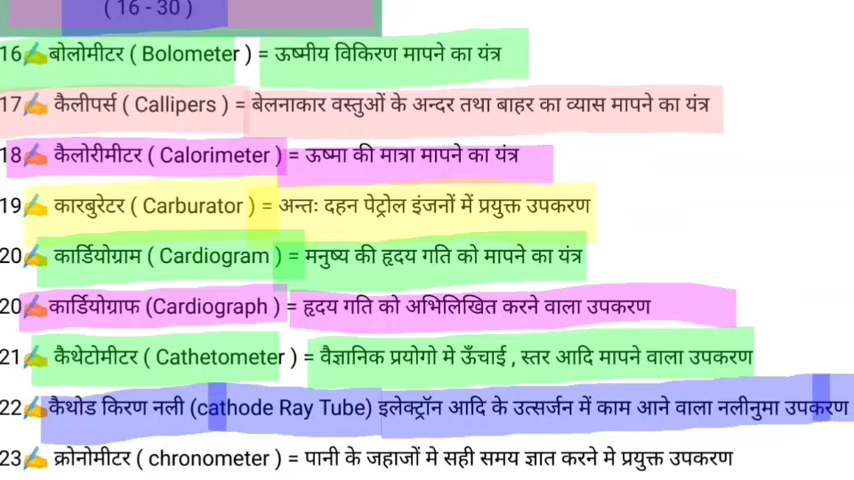 ( 16 - 30 )
16✍️बोलोमीटर ( Bolometer ) = ऊष्मीय विकिरण मापने का यंत्र
17✍️ कैलीपर्स ( Callipers ) = बेलनाकार वस्तुओं के अन्दर तथा बाहर का व्यास मापने का यंत्र
18✍️ कैलोरीमीटर ( Calorimeter ) = ऊष्मा की मात्रा मापने का यंत्र
19✍️ कारबुरेटर ( Carburator ) = अन्तः दहन पेट्रोल इंजनों में प्रयुक्त उपकरण
20✍️ कार्डियोग्राम ( Cardiogram ) = मनुष्य की हृदय गति को मापने का यंत्र
20✍️कार्डियोग्राफ (Cardiograph ) = हृदय गति को अभिलिखित करने वाला उपकरण
21✍️ कैथेटोमीटर ( Cathetometer ) = वैज्ञानिक प्रयोगो मे ऊँचाई , स्तर आदि मापने वाला उपकरण
22✍️कैथोड किरण नली (cathode Ray Tube) इलेक्ट्रॉन आदि के उत्सर्जन में काम आने वाला नलीनुमा उपकरण
23✍️ क्रोनोमीटर ( chronometer ) = पानी के जहाजों मे सही समय ज्ञात करने मे प्रयुक्त उपकरण